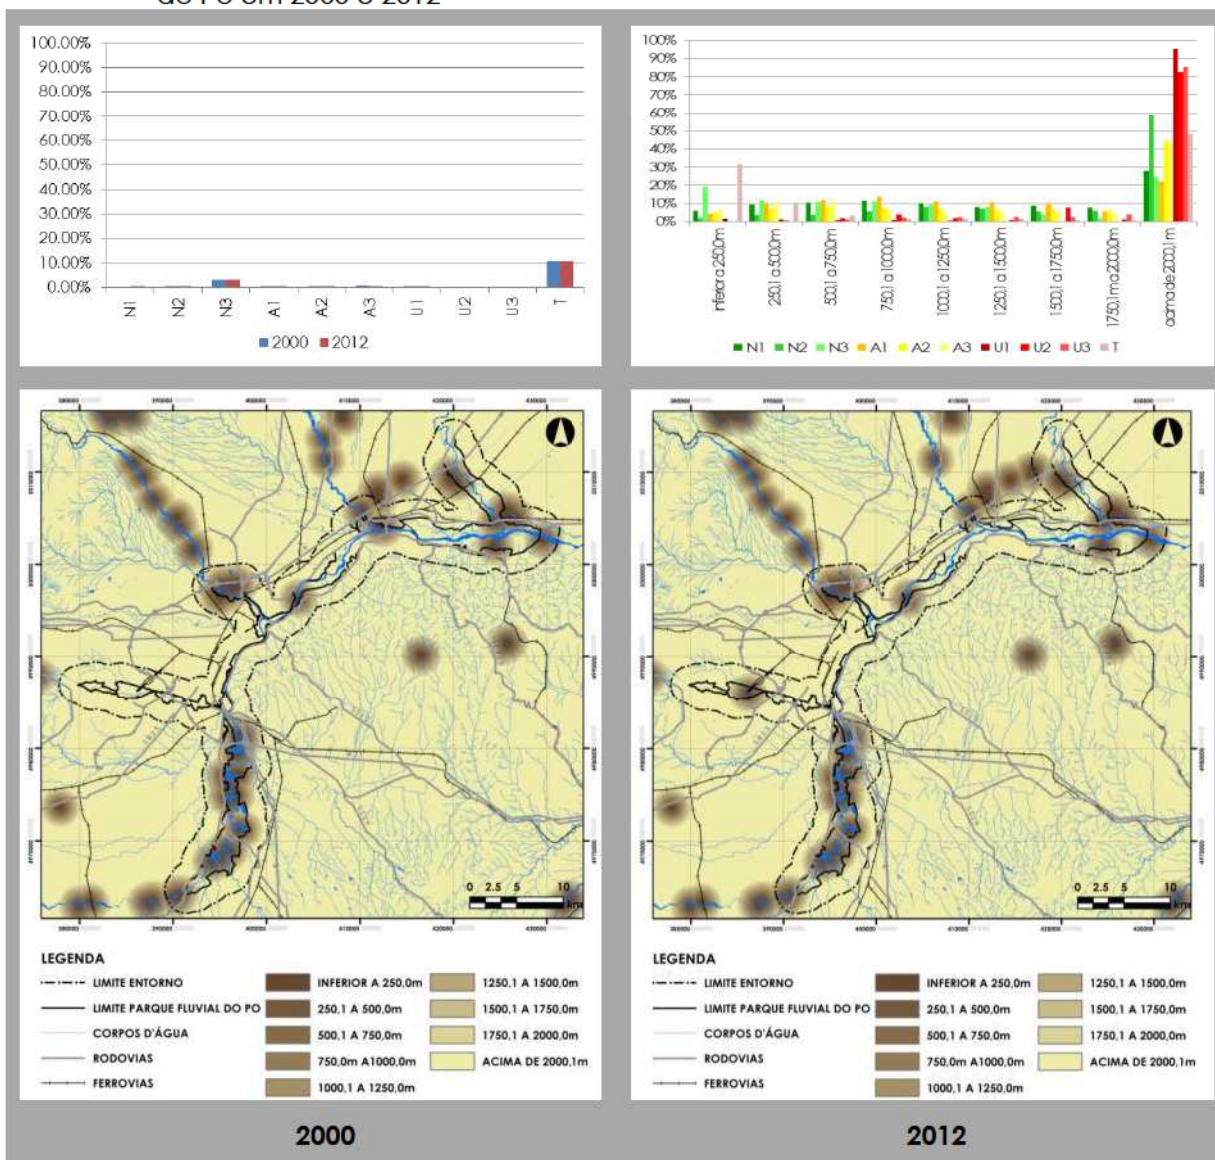 100.00%
90.00%
80.00%
70.00%
60.00%
50.00%
40.00%
30.00%
20.00%
10.00%
0.00%
N1 N2 N3 A1 A2 A3 U1 U2 U3 T
2000 2012
100%
90%
80%
70%
60%
50%
40%
30%
20%
10%
0%
inferior a 250,0m
250,1 a 500,0m
500,1 a 750,0m
750,1 a 1000,0m
1000,1 a 1250,0m
1250,1 a 1500,0m
1500,1 a 1750,0m
1750,1m a 2000,0m
acima de 2000,1m
N1 N2 N3 A1 A2 A3 U1 U2 U3 T
0 2.5 5 10
km
LEGENDA
LIMITE ENTORNO INFERIOR A 250,0m 1250,1 A 1500,0m
LIMITE PARQUE FLUVIAL DO PO 250,1 A 500,0m 1500,1 A 1750,0m
CORPOS D'ÁGUA 500,1 A 750,0m 1750,1 A 2000,0m
RODOVIAS 750,0m A1000,0m ACIMA DE 2000,1m
FERROVIAS 1000,1 A 1250,0m
2000
0 2.5 5 10
km
LEGENDA
LIMITE ENTORNO INFERIOR A 250,0m 1250,1 A 1500,0m
LIMITE PARQUE FLUVIAL DO PO 250,1 A 500,0m 1500,1 A 1750,0m
CORPOS D'ÁGUA 500,1 A 750,0m 1750,1 A 2000,0m
RODOVIAS 750,0m A1000,0m ACIMA DE 2000,1m
FERROVIAS 1000,1 A 1250,0m
2012